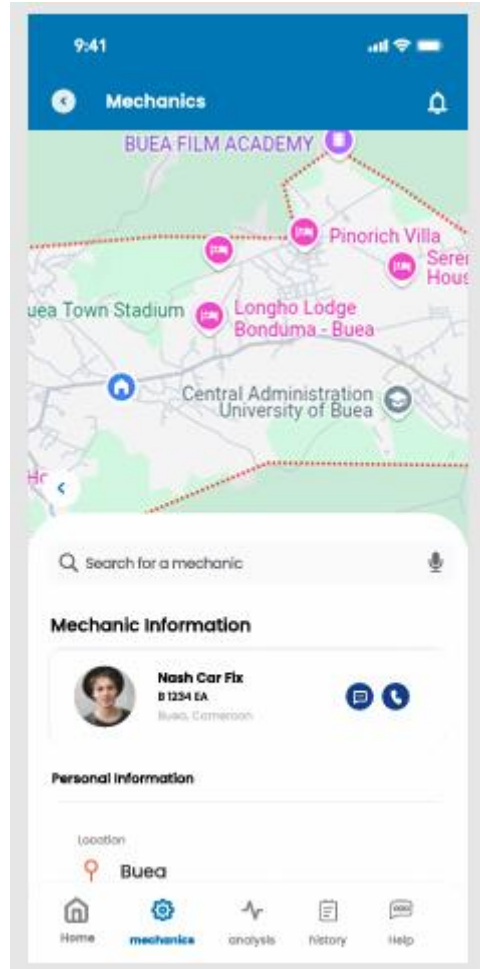 9:41
Mechanics
BUEA FILM ACADEMY
Pinorich Villa
Seren
Hous
uea Town Stadium
Longho Lodge
Bonduma - Buea
Central Administration
University of Buea
Ho
Search for a mechanic
Mechanic Information
Nash Car Fix
B 1234 EA
Buea, Cameroon
Personal Information
Location
Buea
Home
mechanics
analysis
history
Help